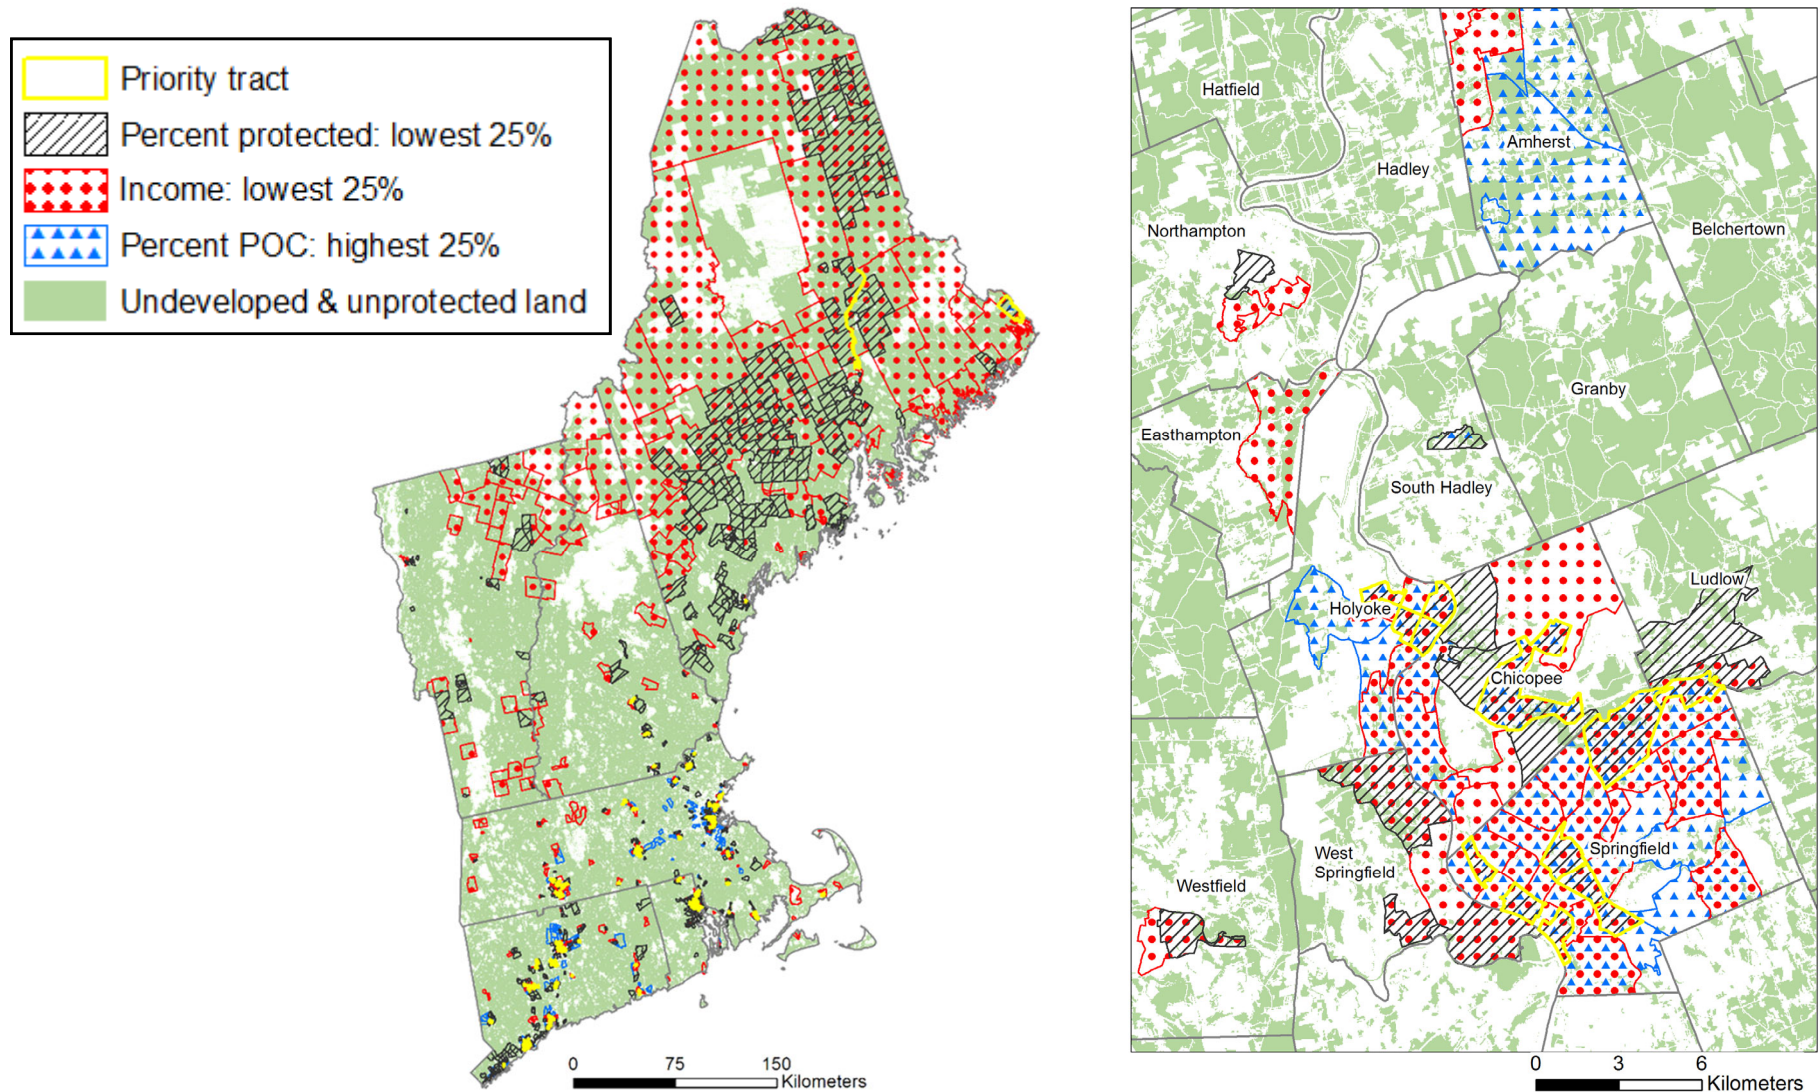 Priority tract
Percent protected: lowest 25%
Income: lowest 25%
Percent POC: highest 25%
Undeveloped & unprotected land
0 75 150
Kilometers
Hatfield
Amherst
Hadley
Northampton
Belchertown
Granby
Easthampton
South Hadley
Ludlow
Holyoke
Chicopee
Springfield
West
Springfield
Westfield
0 3 6
Kilometers